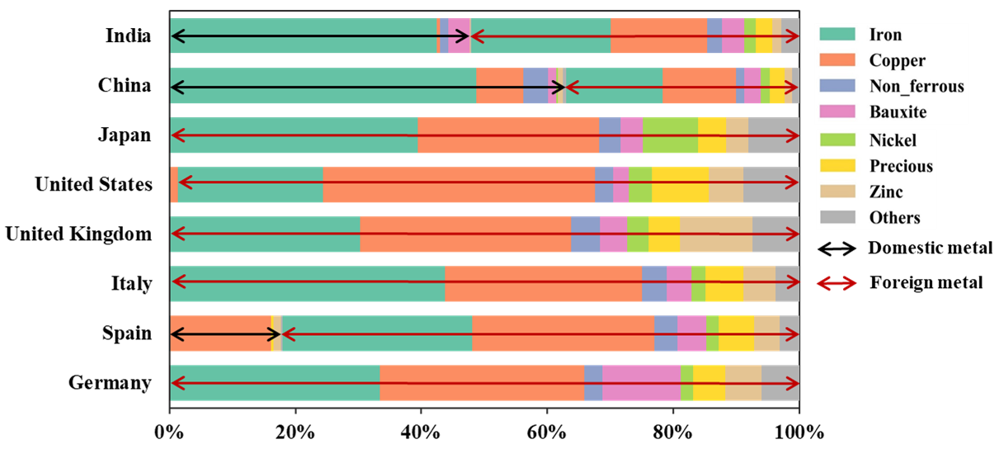 India
China
Japan
United States
United Kingdom
Italy
Spain
Germany
0% 20% 40% 60% 80% 100%
Iron
Copper
Non_ferrous
Bauxite
Nickel
Precious
Zinc
Others
Domestic metal
Foreign metal